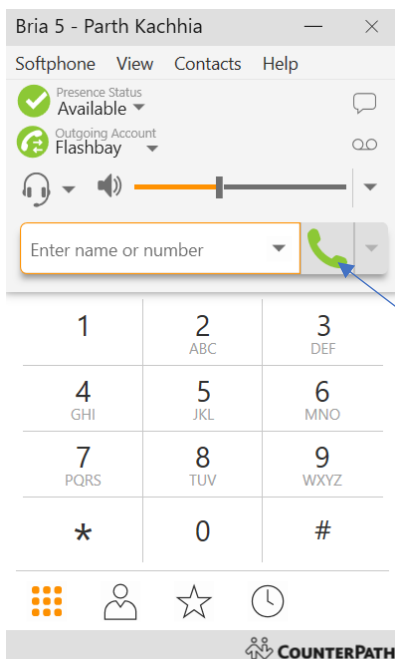 Bria 5 - Parth Kachhia
Softphone View Contacts Help
Presence Status
Available
Outgoing Account
Flashbay
Enter name or number
1 2 3
ABC DEF
4 5 6
GHI JKL MNO
7 8 9
PQRS TUV WXYZ
* 0 #
COUNTERPATH